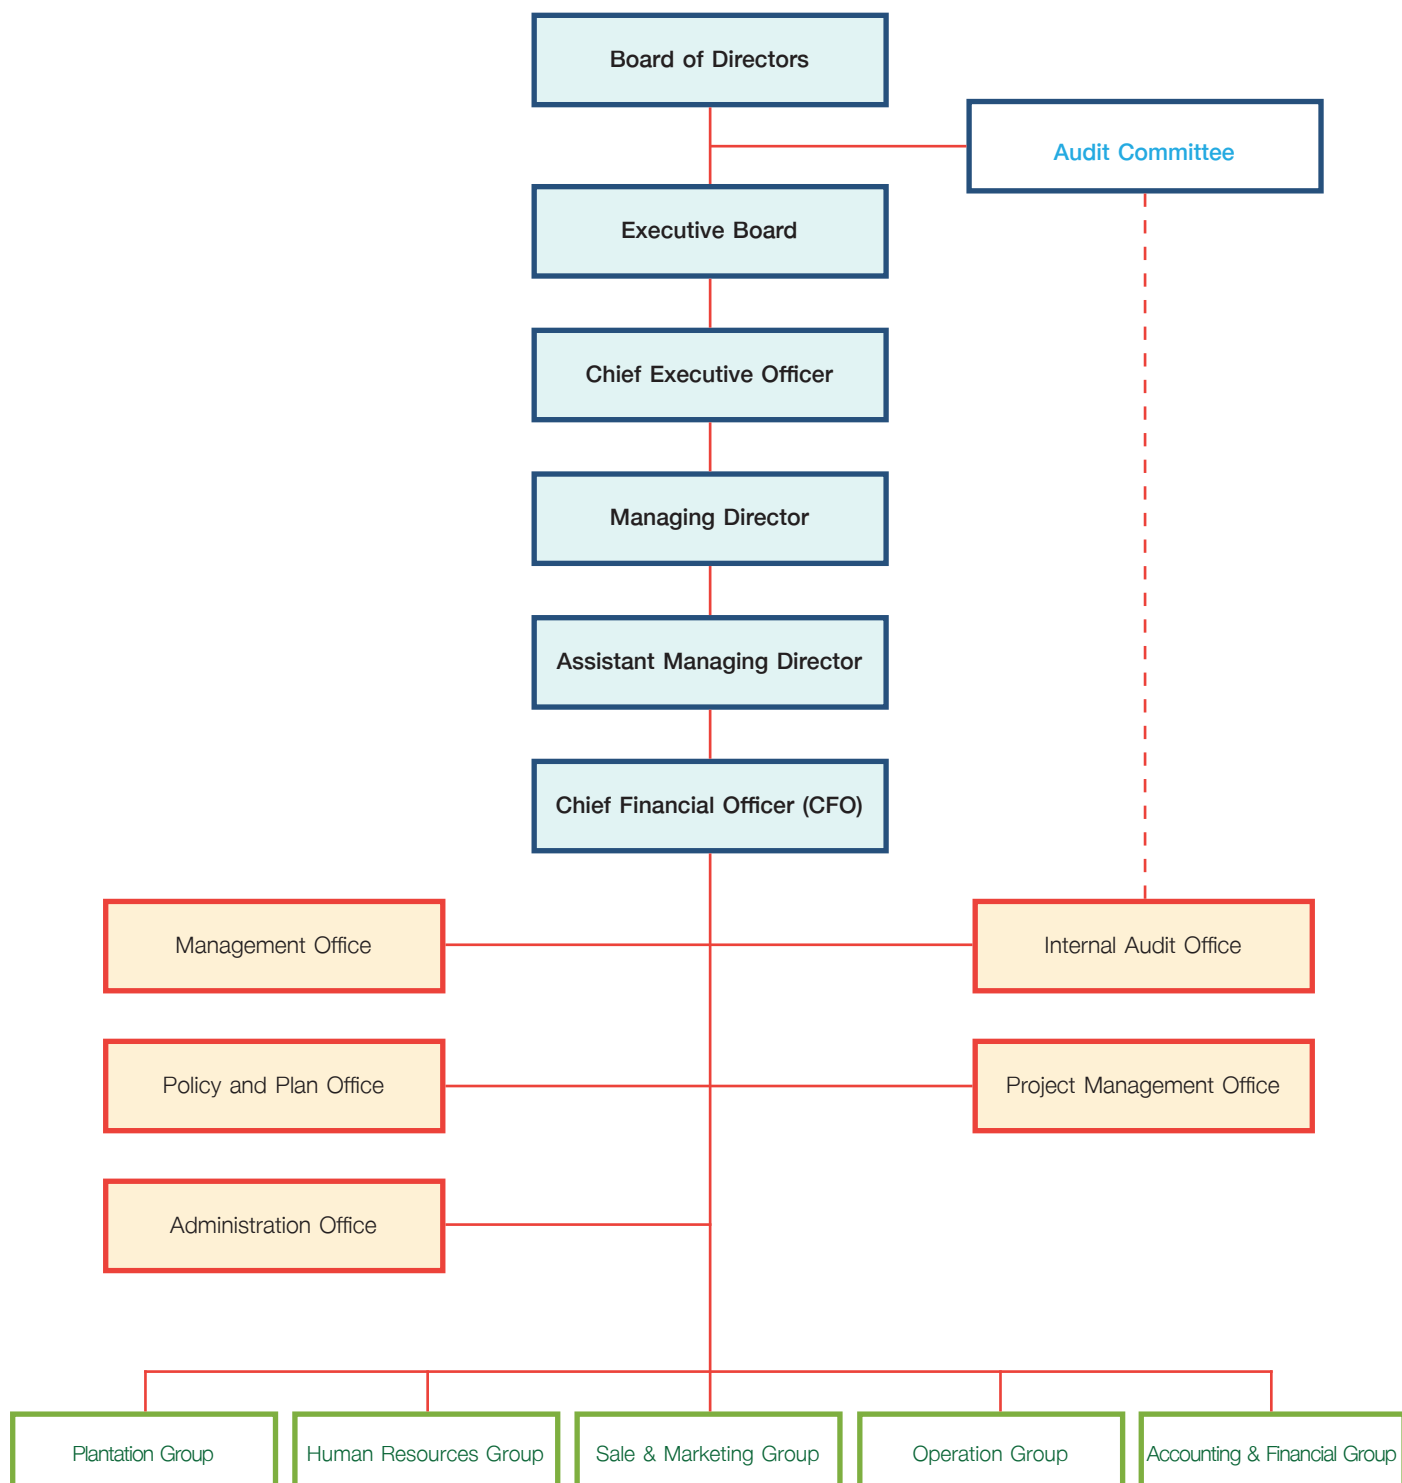 Board of Directors
Audit Committee
Executive Board
Chief Executive Officer
Managing Director
Assistant Managing Director
Chief Financial Officer (CFO)
Management Office
Internal Audit Office
Policy and Plan Office
Project Management Office
Administration Office
Plantation Group
Human Resources Group
Sale & Marketing Group
Operation Group
Accounting & Financial Group